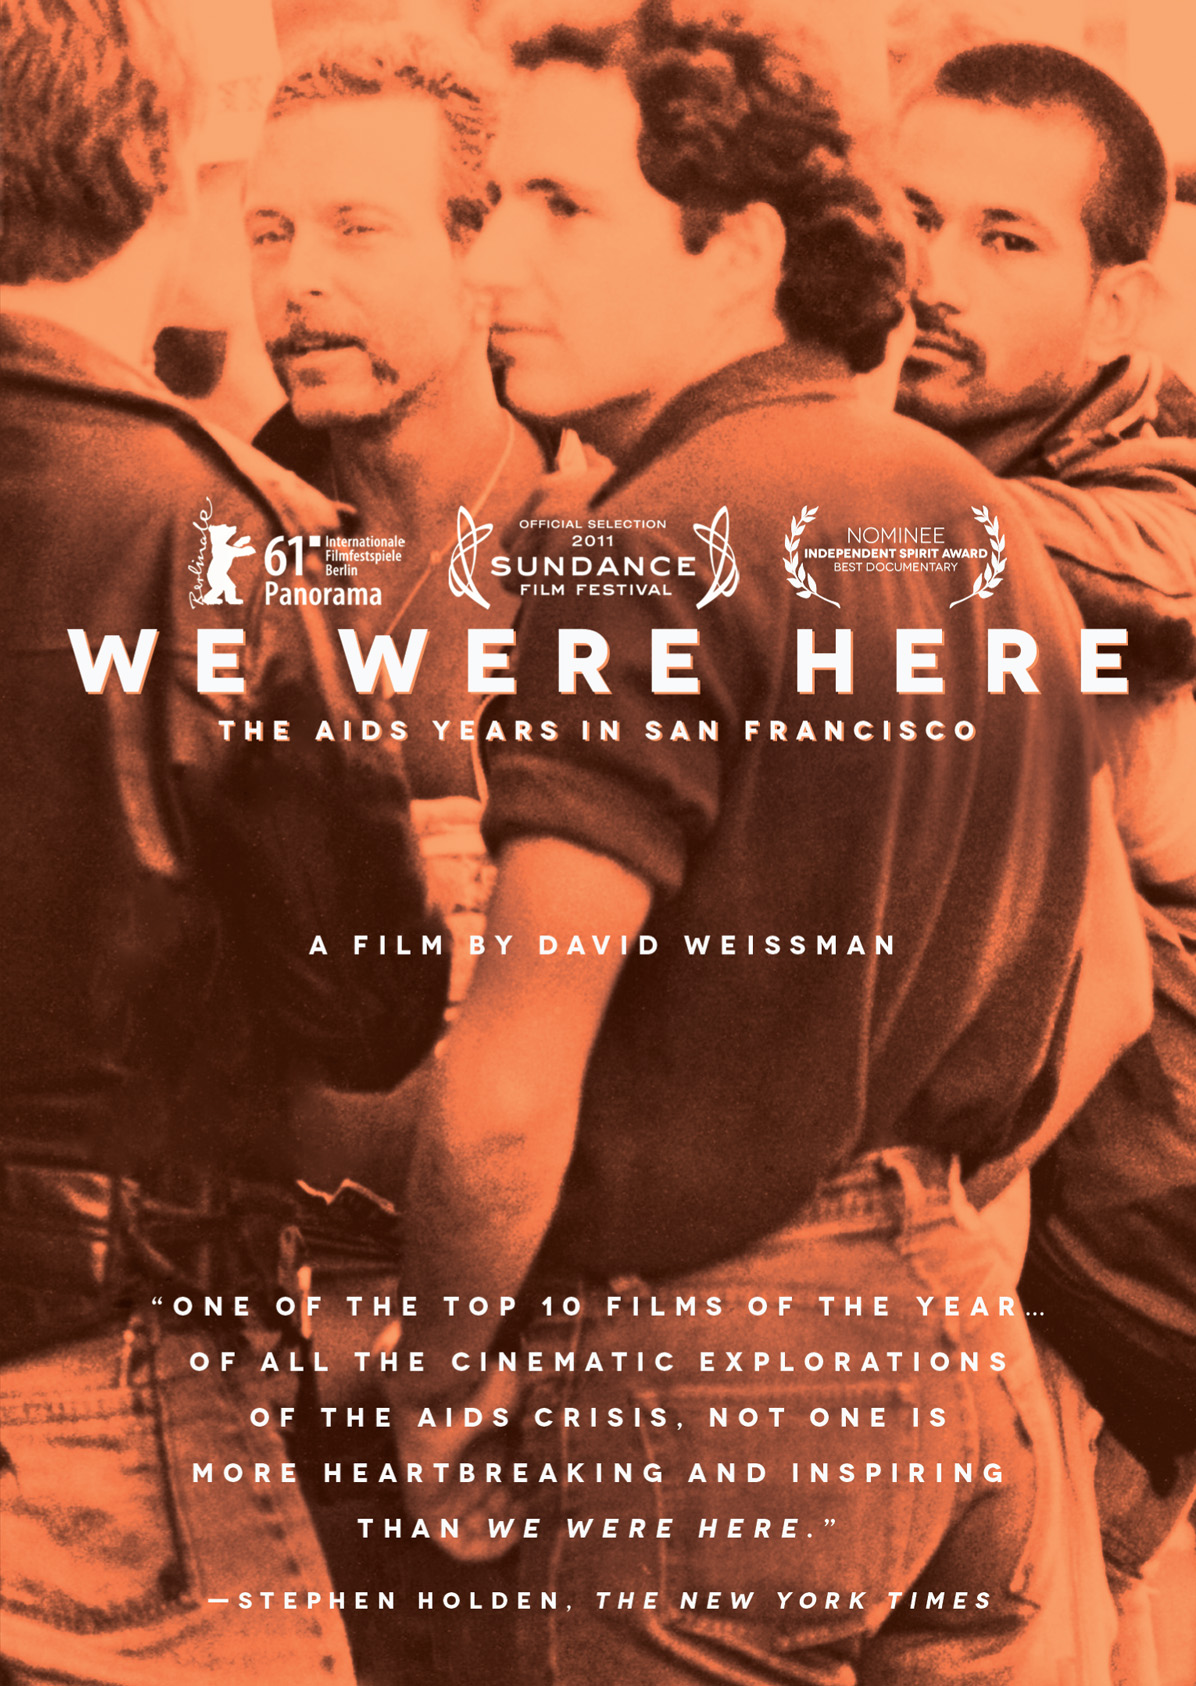 Berlinale
61. Internationale
Filmfestspiele
Berlin
Panorama
OFFICIAL SELECTION
2011
SUNDANCE
FILM FESTIVAL
NOMINEE
INDEPENDENT SPIRIT AWARD
BEST DOCUMENTARY
WE WERE HERE
THE AIDS YEARS IN SAN FRANCISCO
A FILM BY DAVID WEISSMAN
“ONE OF THE TOP 10 FILMS OF THE YEAR...
OF ALL THE CINEMATIC EXPLORATIONS
OF THE AIDS CRISIS, NOT ONE IS
MORE HEARTBREAKING AND INSPIRING
THAN WE WERE HERE.”
—STEPHEN HOLDEN, THE NEW YORK TIMES